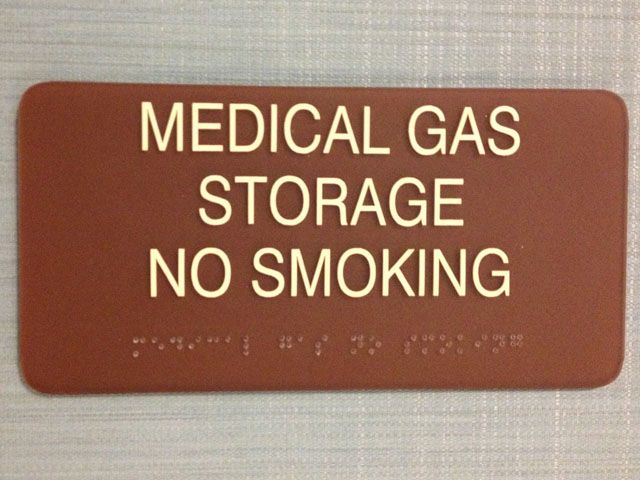 MEDICAL GAS
STORAGE
NO SMOKING